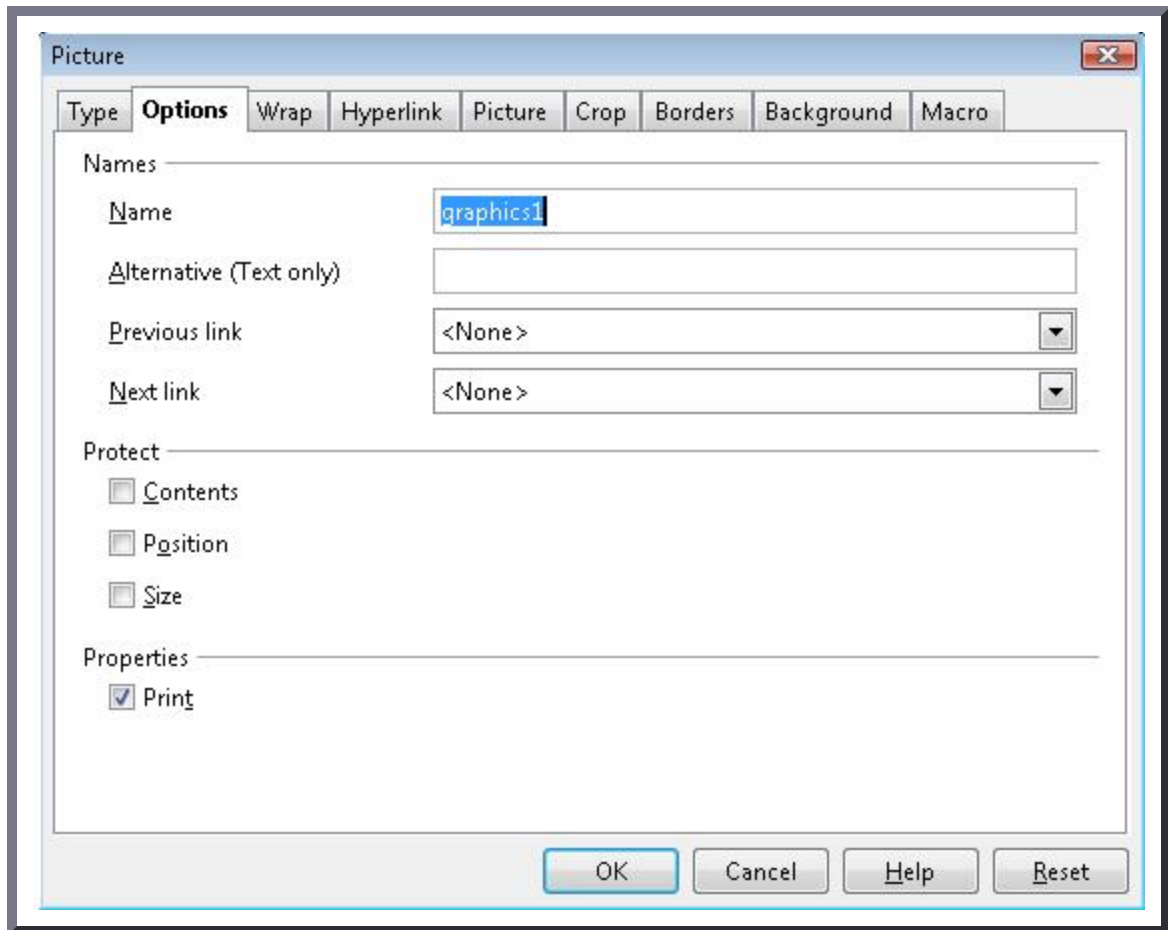 Picture
Type Options Wrap Hyperlink Picture Crop Borders Background Macro
Names
Name graphics1
Alternative (Text only)
Previous link <None>
Next link <None>
Protect
Contents
Position
Size
Properties
Print
OK Cancel Help Reset